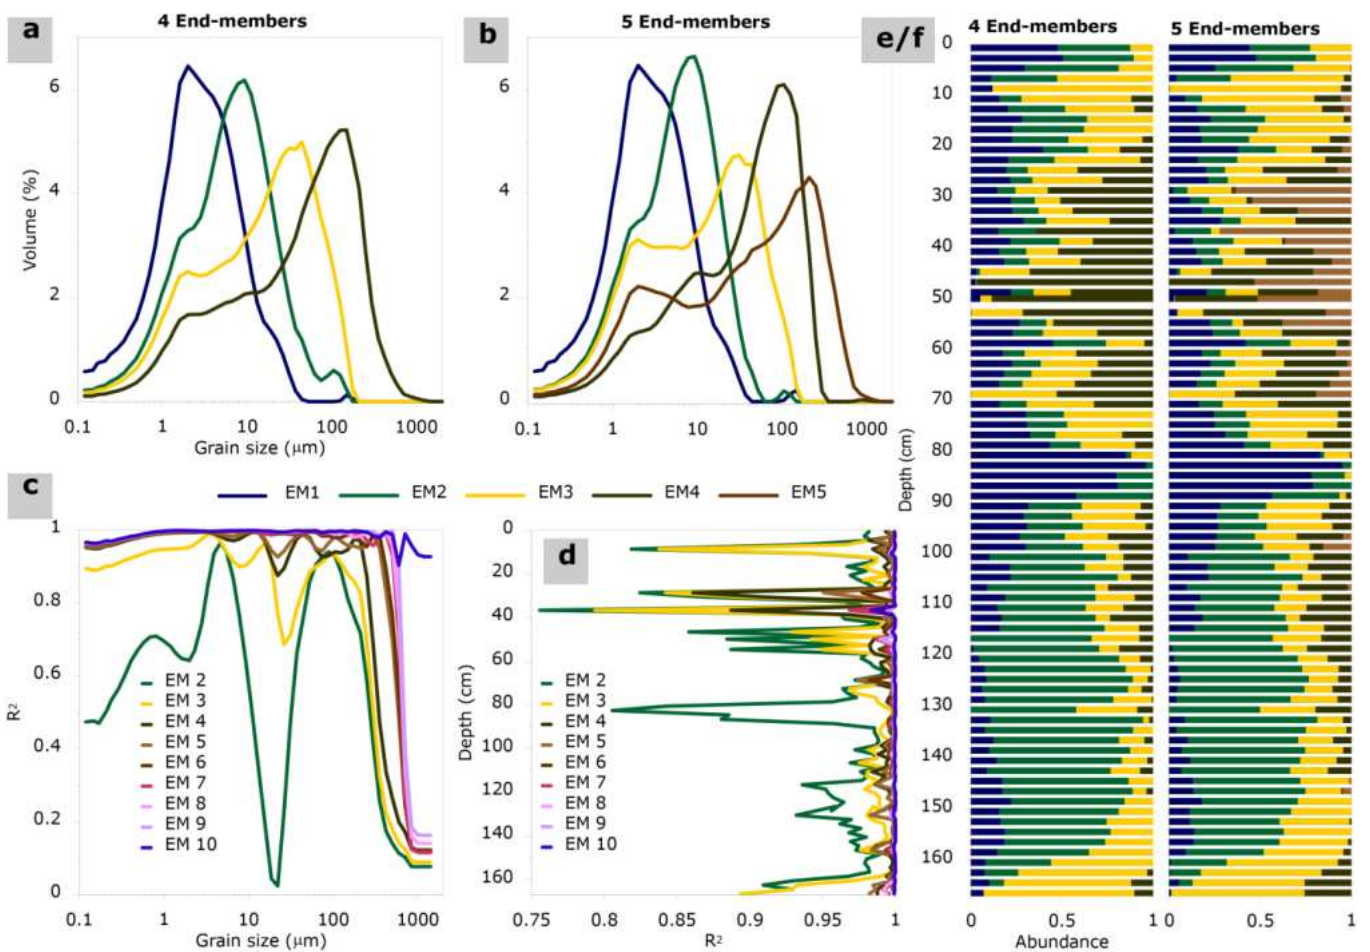 a
4 End-members
b
5 End-members
e/f
4 End-members
5 End-members
6
4
2
0
Volume (%)
0.1
1
10
100
1000
Grain size (μm)
6
4
2
0
0.1
1
10
100
1000
Grain size (μm)
c
EM1
EM2
EM3
EM4
EM5
1
0.8
0.6
0.4
0.2
0
R²
EM 2
EM 3
EM 4
EM 5
EM 6
EM 7
EM 8
EM 9
EM 10
0.1
1
10
100
1000
Grain size (μm)
d
0
20
40
60
80
100
120
140
160
Depth (cm)
EM 2
EM 3
EM 4
EM 5
EM 6
EM 7
EM 8
EM 9
EM 10
0.75
0.8
0.85
0.9
0.95
1
R²
0
10
20
30
40
50
60
70
80
90
100
110
120
130
140
150
160
Depth (cm)
0
0.5
1
0
0.5
1
Abundance